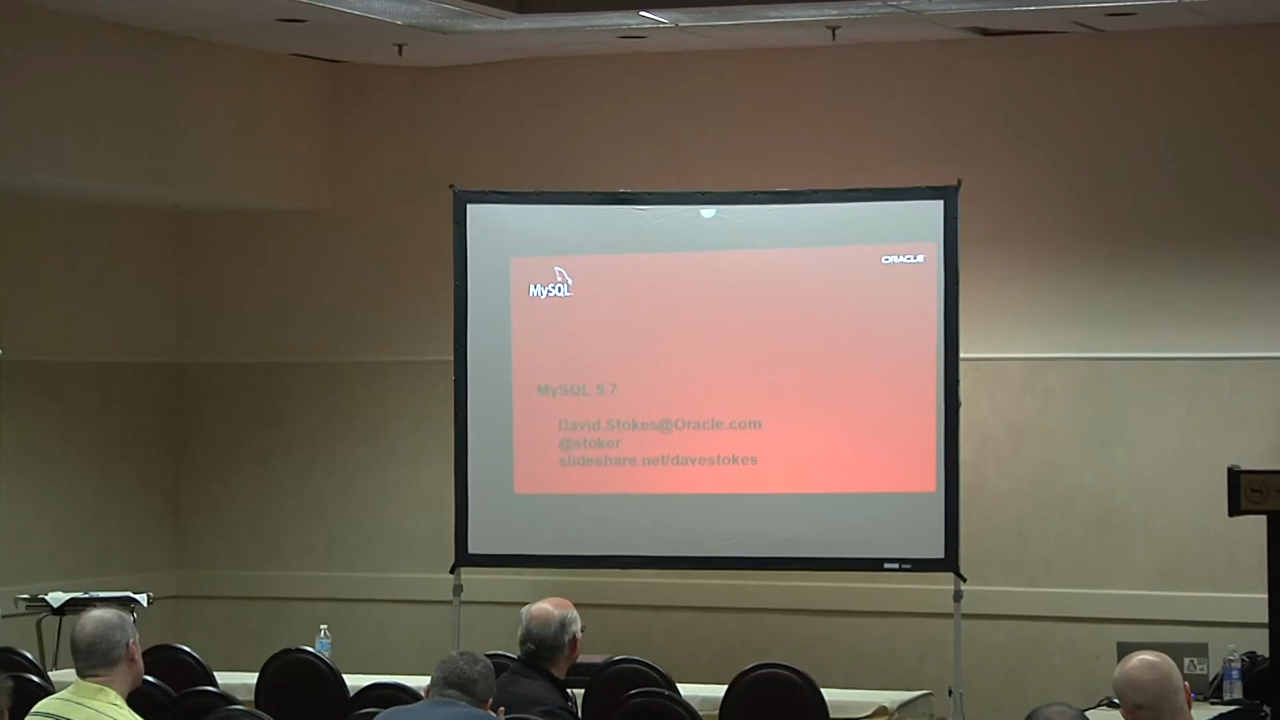 MySQL
ORACLE
MySQL 5.7
David.Stokes@Oracle.com
@stoker
slideshare.net/davestokes